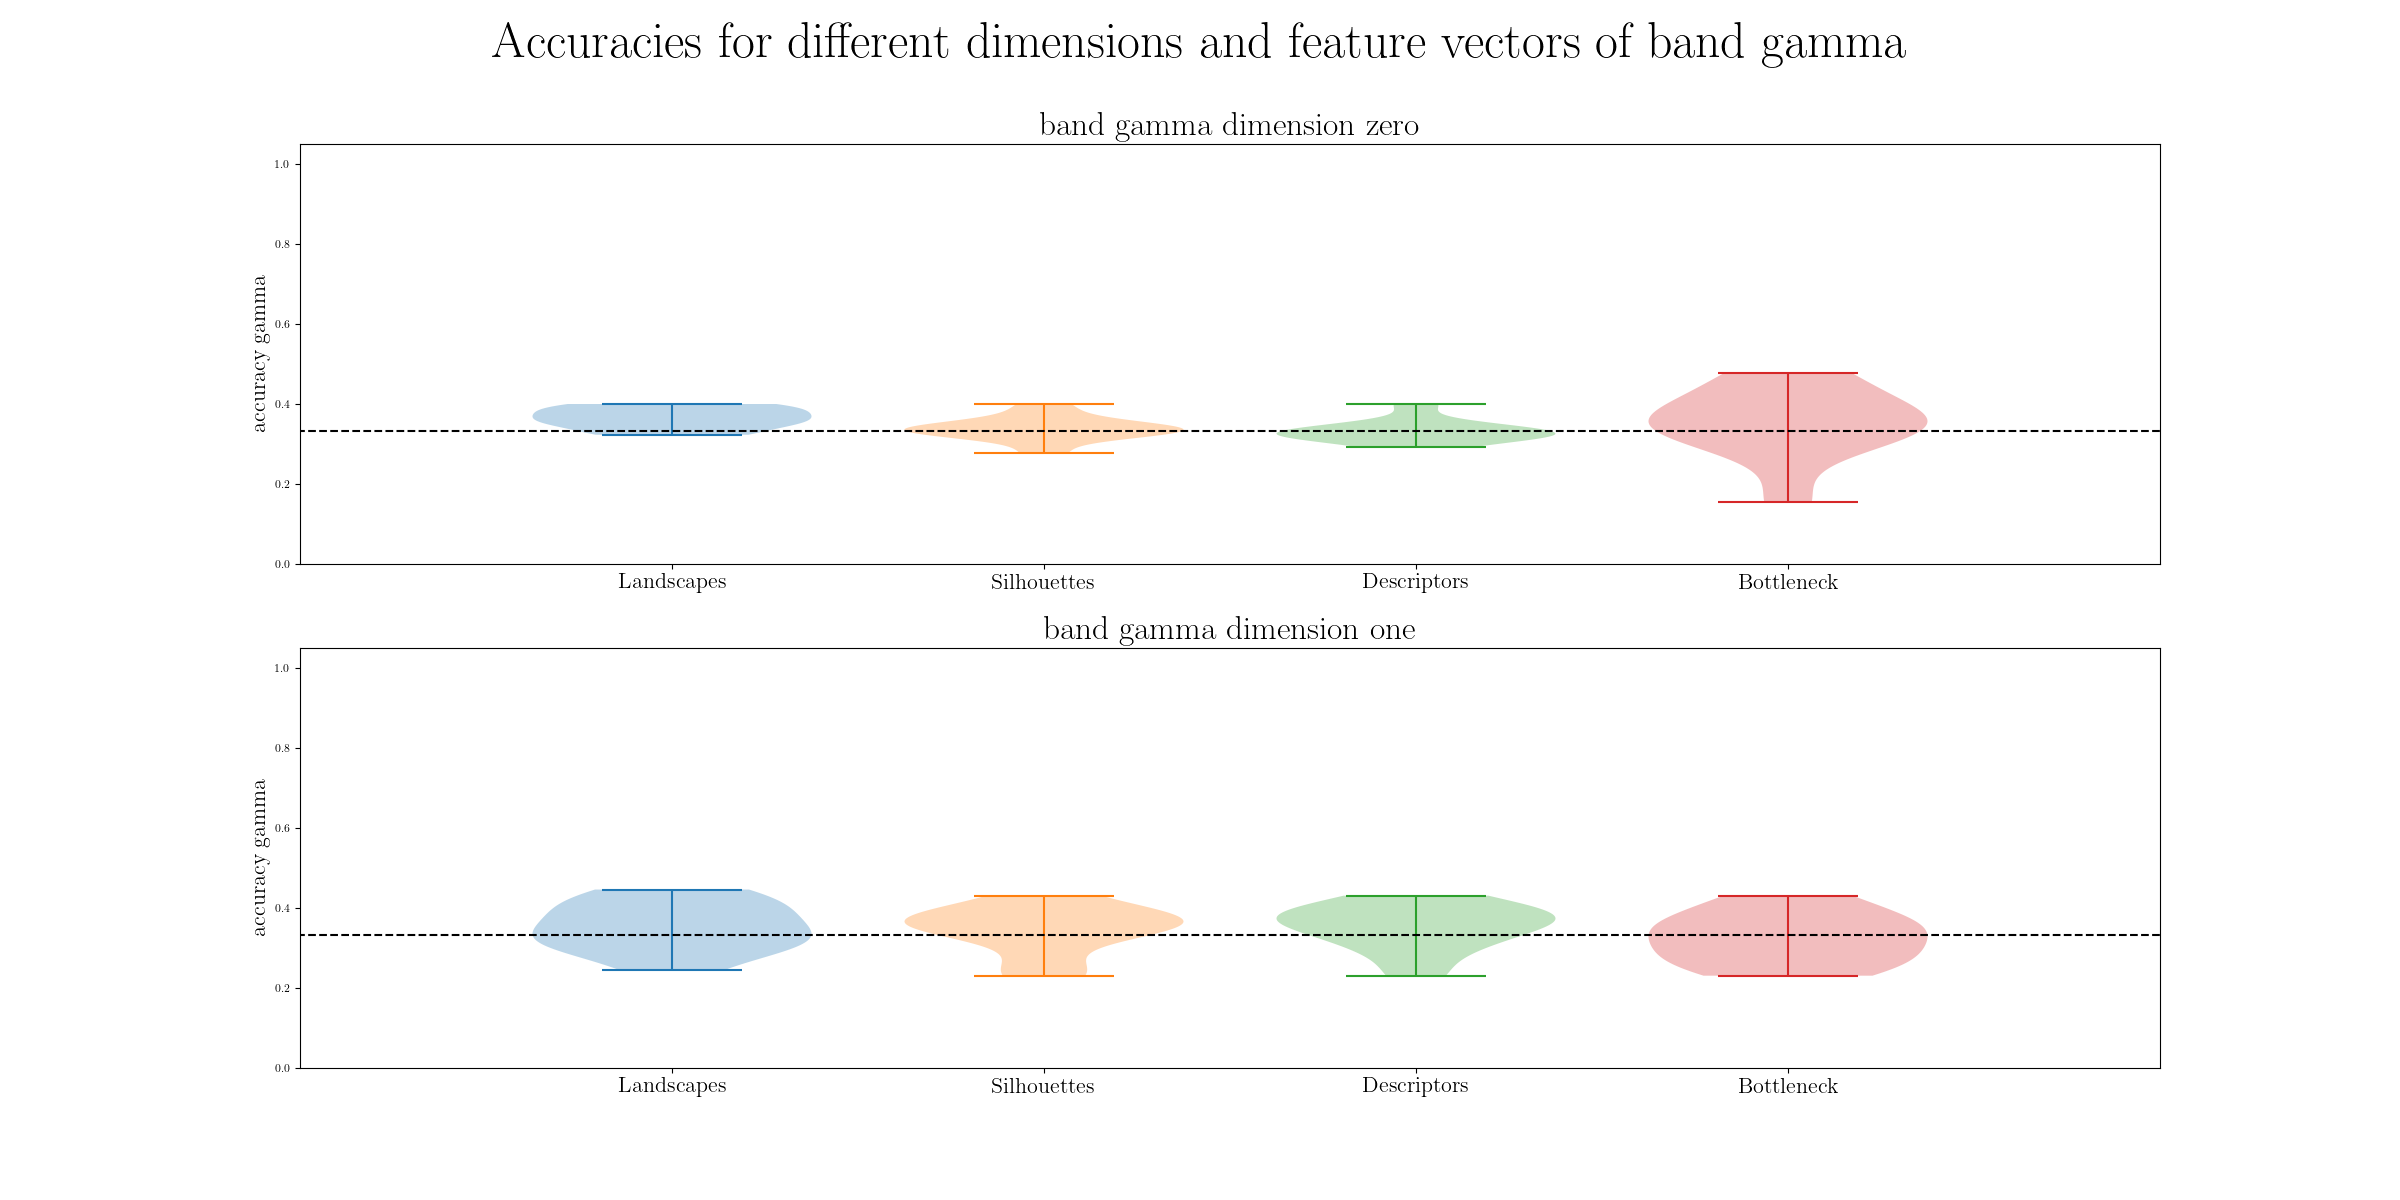 Accuracies for different dimensions and feature vectors of band gamma
band gamma dimension zero
1.0
0.8
0.6
0.4
0.2
0.0
accuracy gamma
Landscapes Silhouettes Descriptors Bottleneck
band gamma dimension one
1.0
0.8
0.6
0.4
0.2
0.0
accuracy gamma
Landscapes Silhouettes Descriptors Bottleneck